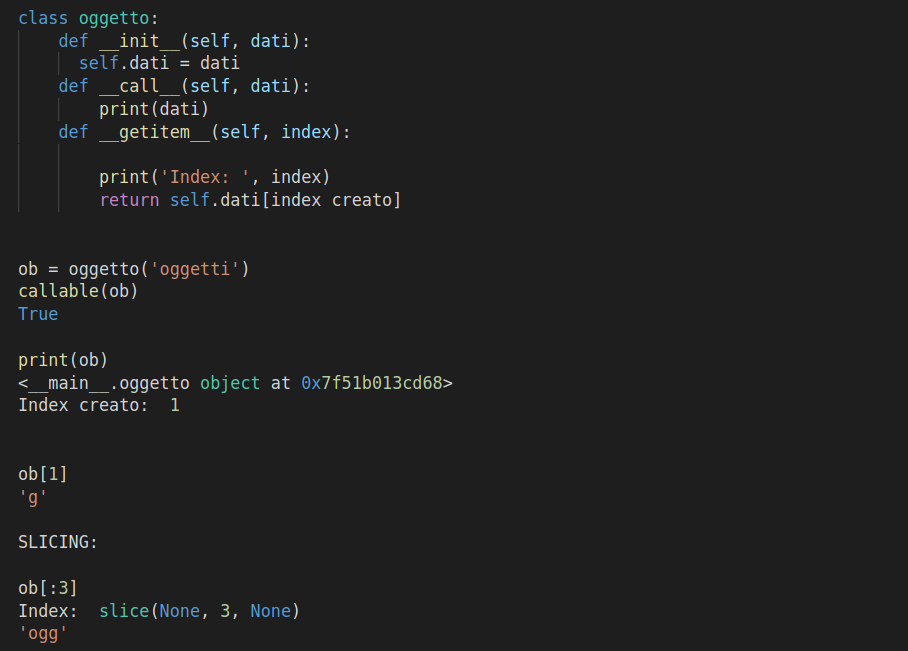 class oggetto:
    def __init__(self, dati):
      self.dati = dati
    def __call__(self, dati):
        print(dati)
    def __getitem__(self, index):
        print('Index: ', index)
        return self.dati[index creato]
ob = oggetto('oggetti')
callable(ob)
True
print(ob)
<__main__.oggetto object at 0x7f51b013cd68>
Index creato:  1
ob[1]
'g'
SLICING:
ob[:3]
Index:  slice(None, 3, None)
'ogg'